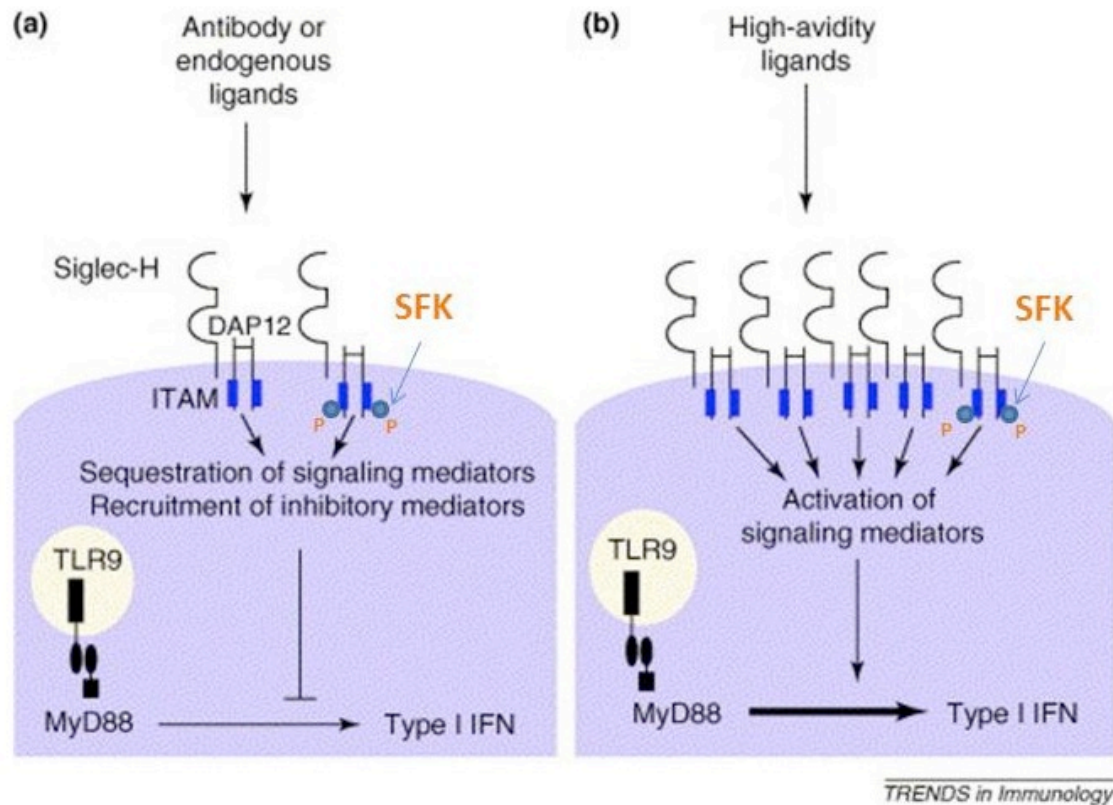 (a)
Antibody or
endogenous
ligands
Siglec-H
DAP12
SFK
ITAM
P
P
Sequestration of signaling mediators
Recruitment of inhibitory mediators
TLR9
MyD88
Type I IFN
(b)
High-avidity
ligands
SFK
P
P
Activation of
signaling mediators
TLR9
MyD88
Type I IFN
TRENDS in Immunology